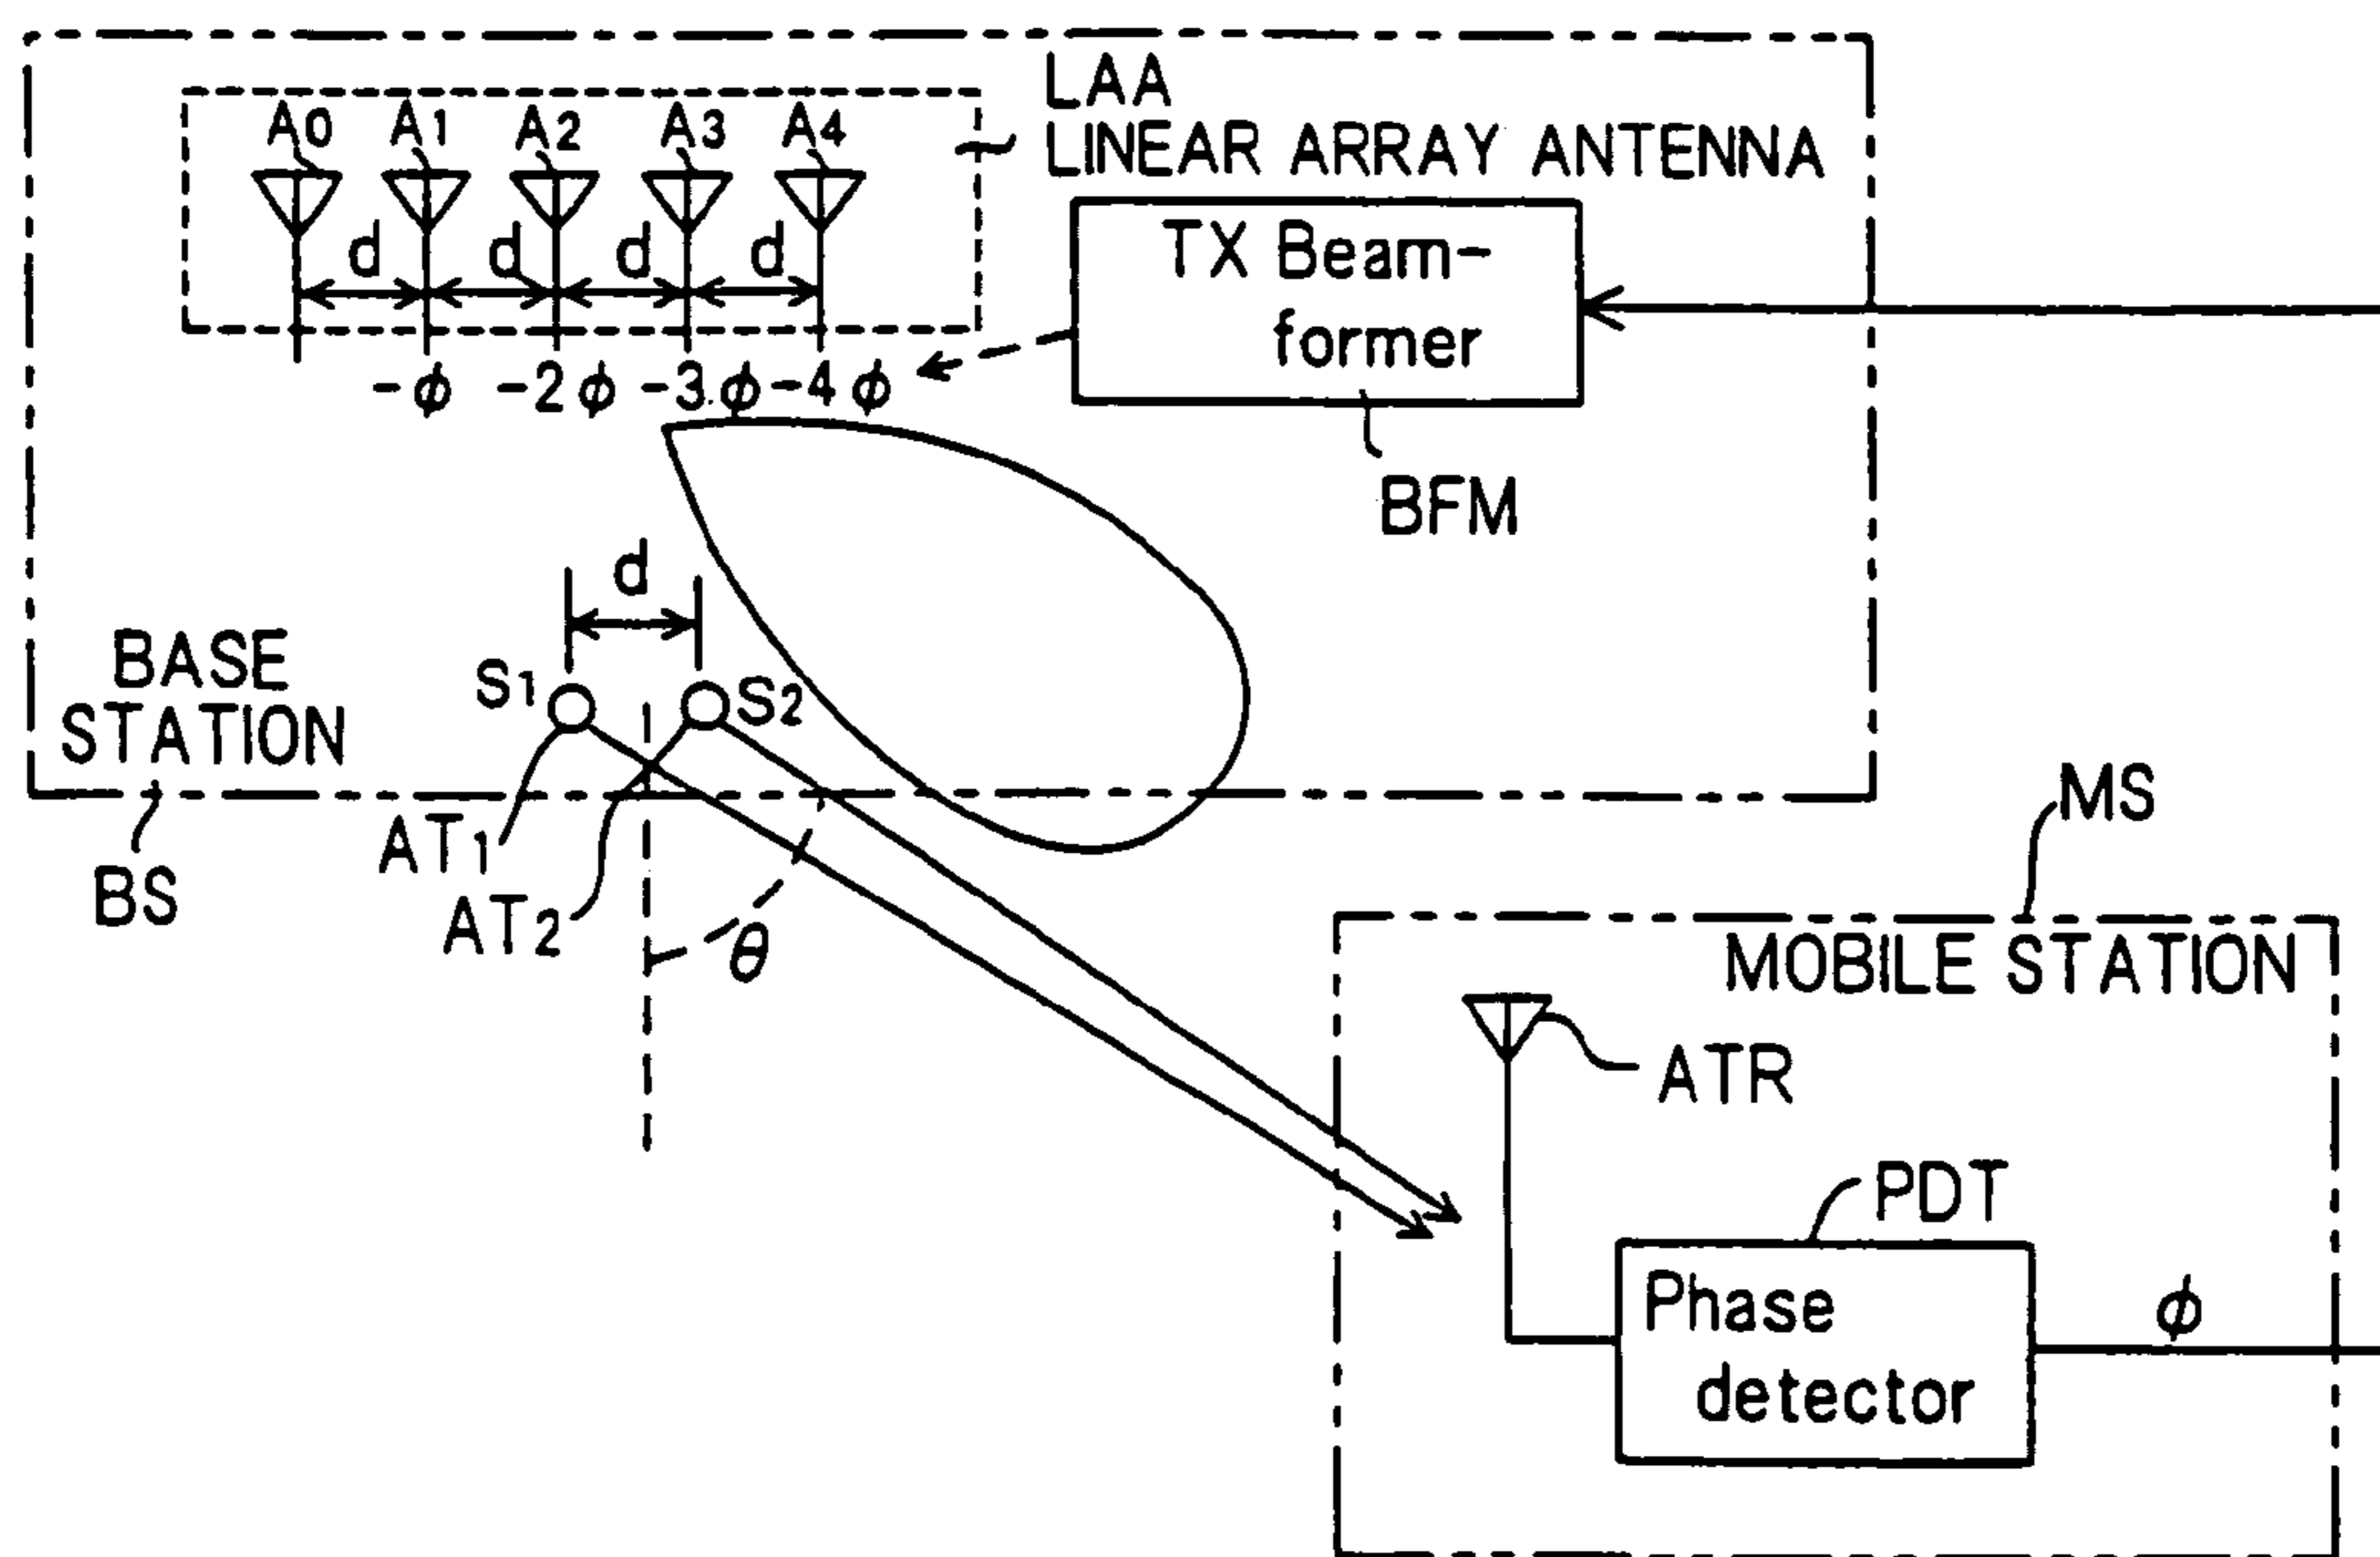 LAA
LINEAR ARRAY ANTENNA
A0 A1 A2 A3 A4
d d d d
TX Beam-
former
-ϕ -2ϕ -3.ϕ -4ϕ
BFM
d
BASE
STATION
S1 S2
BS
AT1
AT2
θ
MS
MOBILE STATION
ATR
PDT
Phase
detector
ϕ